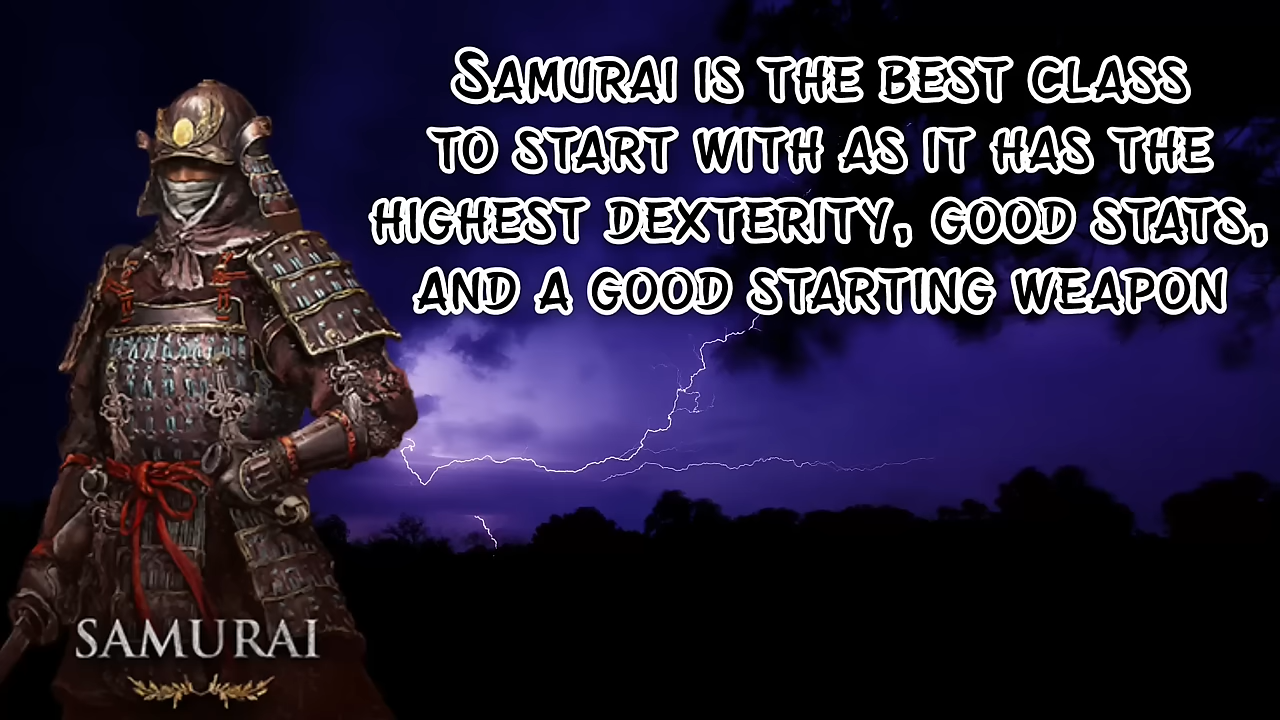 Samurai is the best class
to start with as it has the
highest dexterity, good stats,
and a good starting weapon
SAMURAI